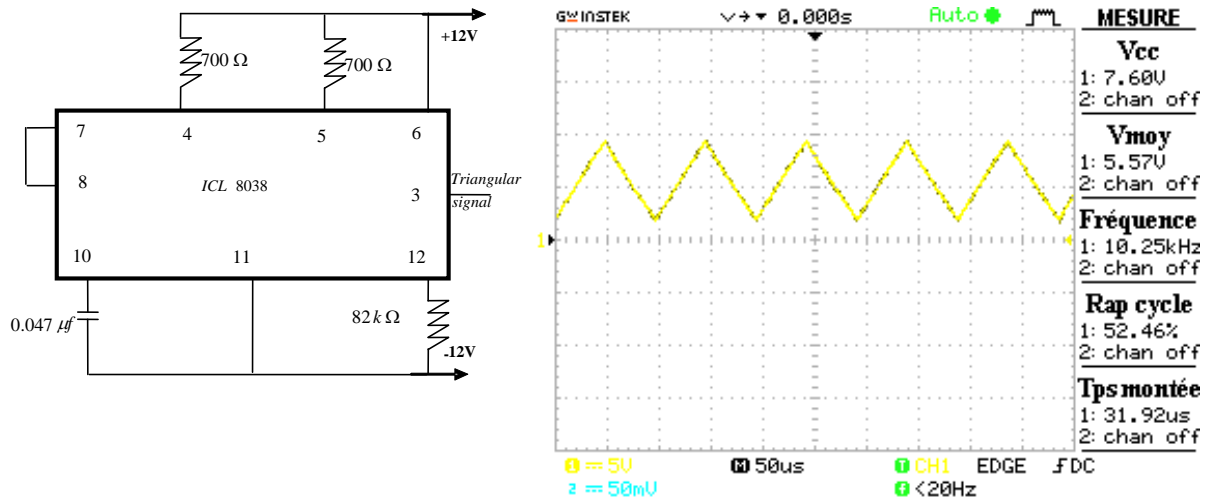 +12V
700 Ω
700 Ω
7
4
5
6
8
ICL 8038
3
Triangular
signal
10
11
12
0.047 μf
82k Ω
-12V
GW INSTEK
0.000s
Auto
MESURE
Vcc
1: 7.60V
2: chan off
Vmoy
1: 5.57V
2: chan off
Fréquence
1: 10.25kHz
2: chan off
Rap cycle
1: 52.46%
2: chan off
Tps montée
1: 31.92us
2: chan off
1
1 5V
M 50us
T CH1
EDGE
DC
2 50mV
f <20Hz